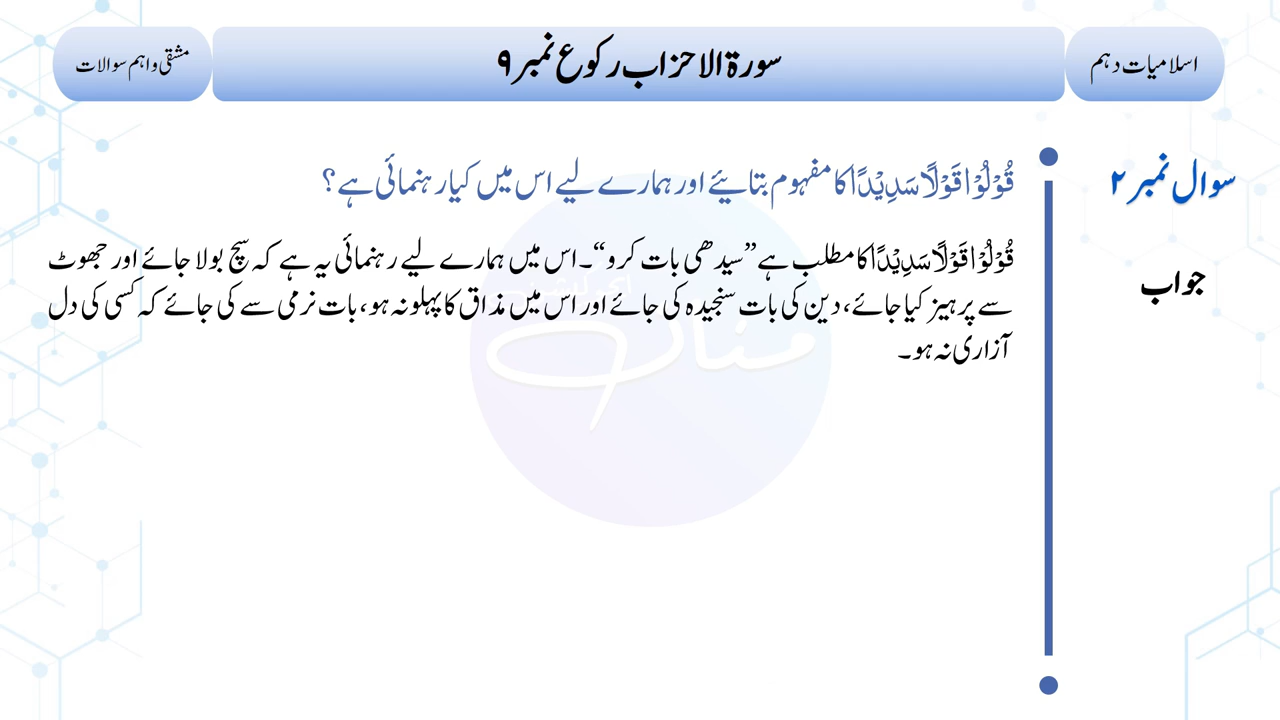 اسلامیات دہم
سورۃ الاحزاب رکوع نمبر ۹
مشقی و اہم سوالات
سوال نمبر ۲
قُوْلُوْا قَوْلًا سَدِيْدًا کا مفہوم بتائیے اور ہمارے لیے اس میں کیا رہنمائی ہے؟
جواب
قُوْلُوْا قَوْلًا سَدِيْدًا کا مطلب ہے ”سیدھی بات کرو“۔ اس میں ہمارے لیے رہنمائی یہ ہے کہ سچ بولا جائے اور جھوٹ
سے پرہیز کیا جائے، دین کی بات سنجیدہ کی جائے اور اس میں مذاق کا پہلو نہ ہو، بات نرمی سے کی جائے کہ کسی کی دل
آزاری نہ ہو۔